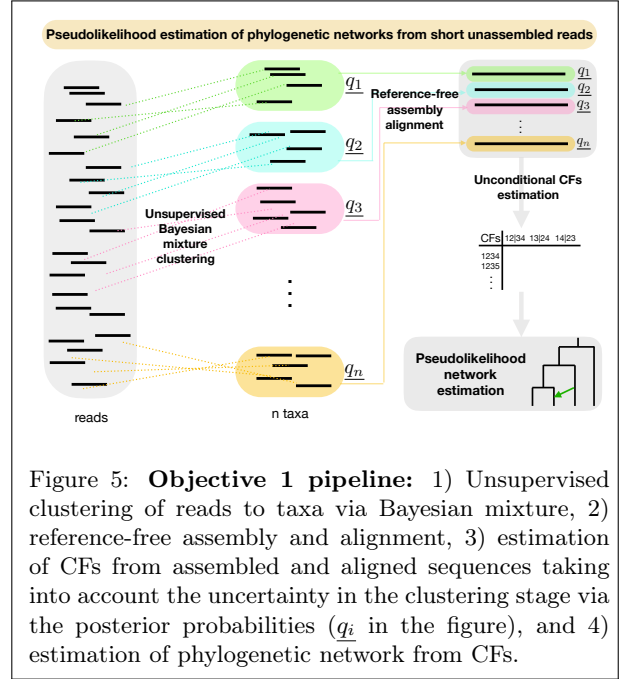 Pseudolikelihood estimation of phylogenetic networks from short unassembled reads
q1
q2
q3
qn
Unsupervised
Bayesian
mixture
clustering
reads
n taxa
Reference-free
assembly
alignment
q1
q2
q3
qn
Unconditional CFs
estimation
CFs 12|34 13|24 14|23
1234
1235
Pseudolikelihood
network
estimation
Figure 5: Objective 1 pipeline: 1) Unsupervised
clustering of reads to taxa via Bayesian mixture, 2)
reference-free assembly and alignment, 3) estimation
of CFs from assembled and aligned sequences taking
into account the uncertainty in the clustering stage via
the posterior probabilities (qi in the figure), and 4)
estimation of phylogenetic network from CFs.